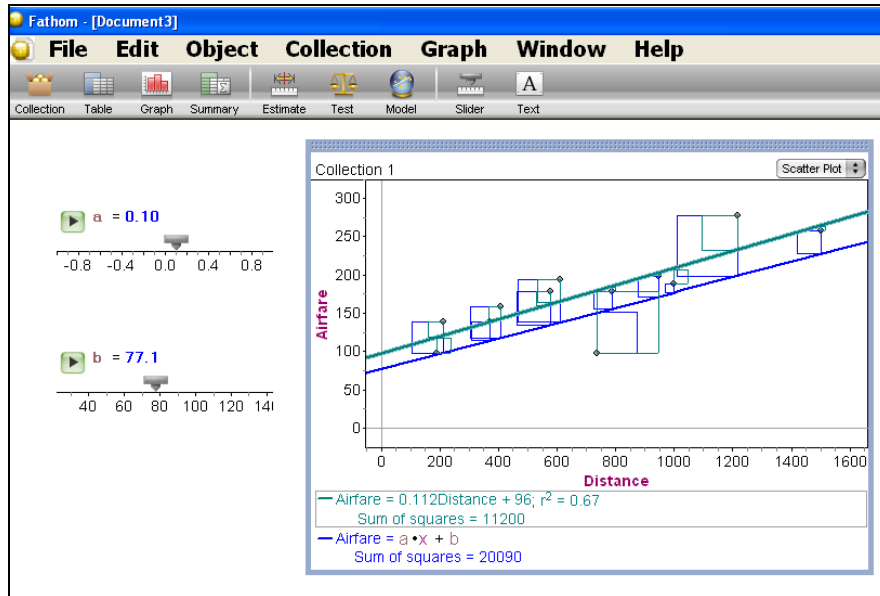 Fathom - [Document3]
File Edit Object Collection Graph Window Help
Collection Table Graph Summary Estimate Test Model Slider Text
A
Collection 1
Scatter Plot
a = 0.10
-0.8 -0.4 0.0 0.4 0.8
b = 77.1
40 60 80 100 120 14
300
250
200
150
100
50
0
Airfare
0 200 400 600 800 1000 1200 1400 1600
Distance
Airfare = 0.112Distance + 96; r² = 0.67
Sum of squares = 11200
Airfare = a•x + b
Sum of squares = 20090